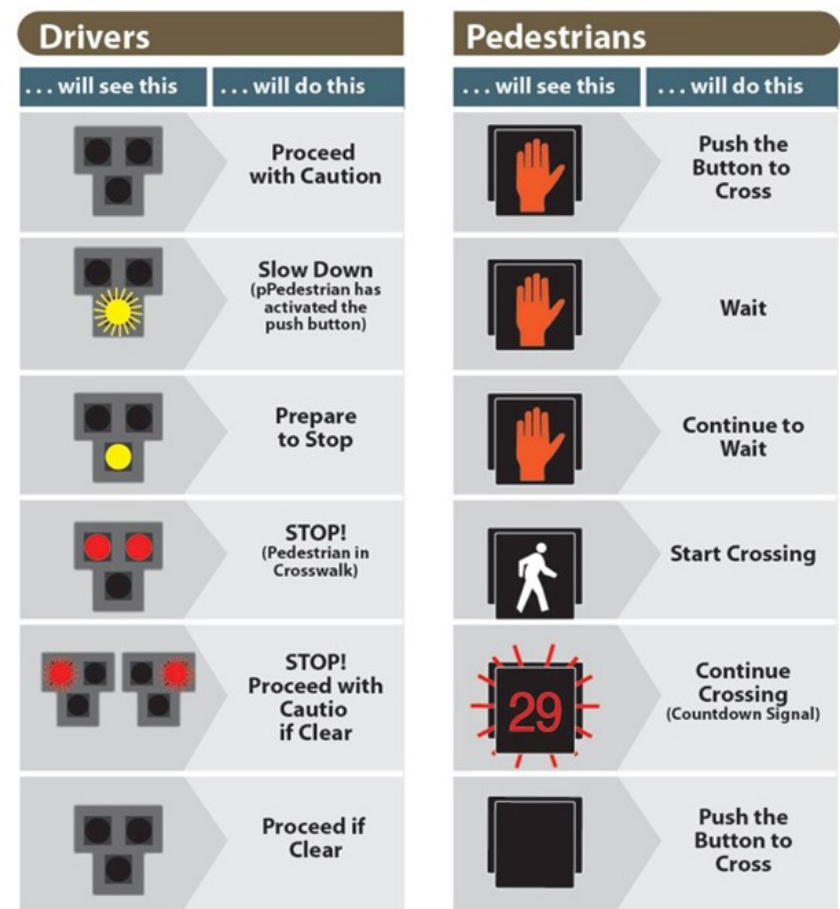 Drivers
... will see this
... will do this
Proceed
with Caution
Slow Down
(pPedestrian has
activated the
push button)
Prepare
to Stop
STOP!
(Pedestrian in
Crosswalk)
STOP!
Proceed with
Cautio
if Clear
Proceed if
Clear
Pedestrians
... will see this
... will do this
Push the
Button to
Cross
Wait
Continue to
Wait
Start Crossing
29
Continue
Crossing
(Countdown Signal)
Push the
Button to
Cross